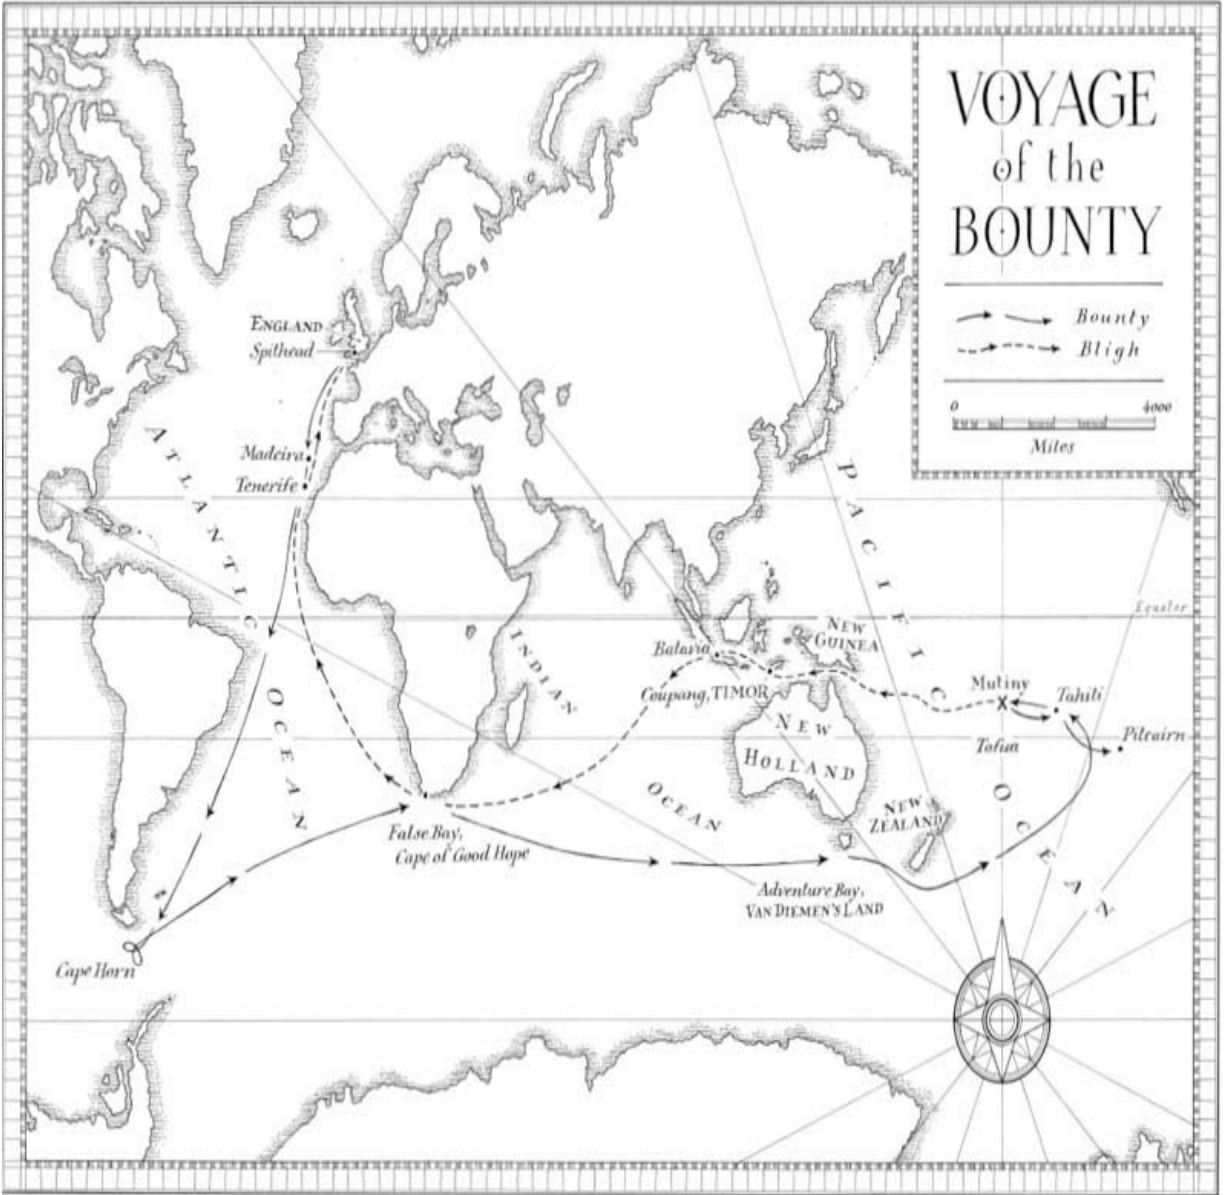 VOYAGE
of the
BOUNTY
Bounty
Bligh
0 4000
Miles
ENGLAND
Spithead
Madeira
Tenerife
ATLANTIC
OCEAN
PACIFIC
OCEAN
Equator
INDIAN
OCEAN
NEW
GUINEA
Batavia
Coupang, TIMOR
Mutiny
X
Tahiti
Pitcairn
Tofua
NEW
HOLLAND
NEW
ZEALAND
False Bay,
Cape of Good Hope
Adventure Bay,
VAN DIEMEN'S LAND
Cape Horn